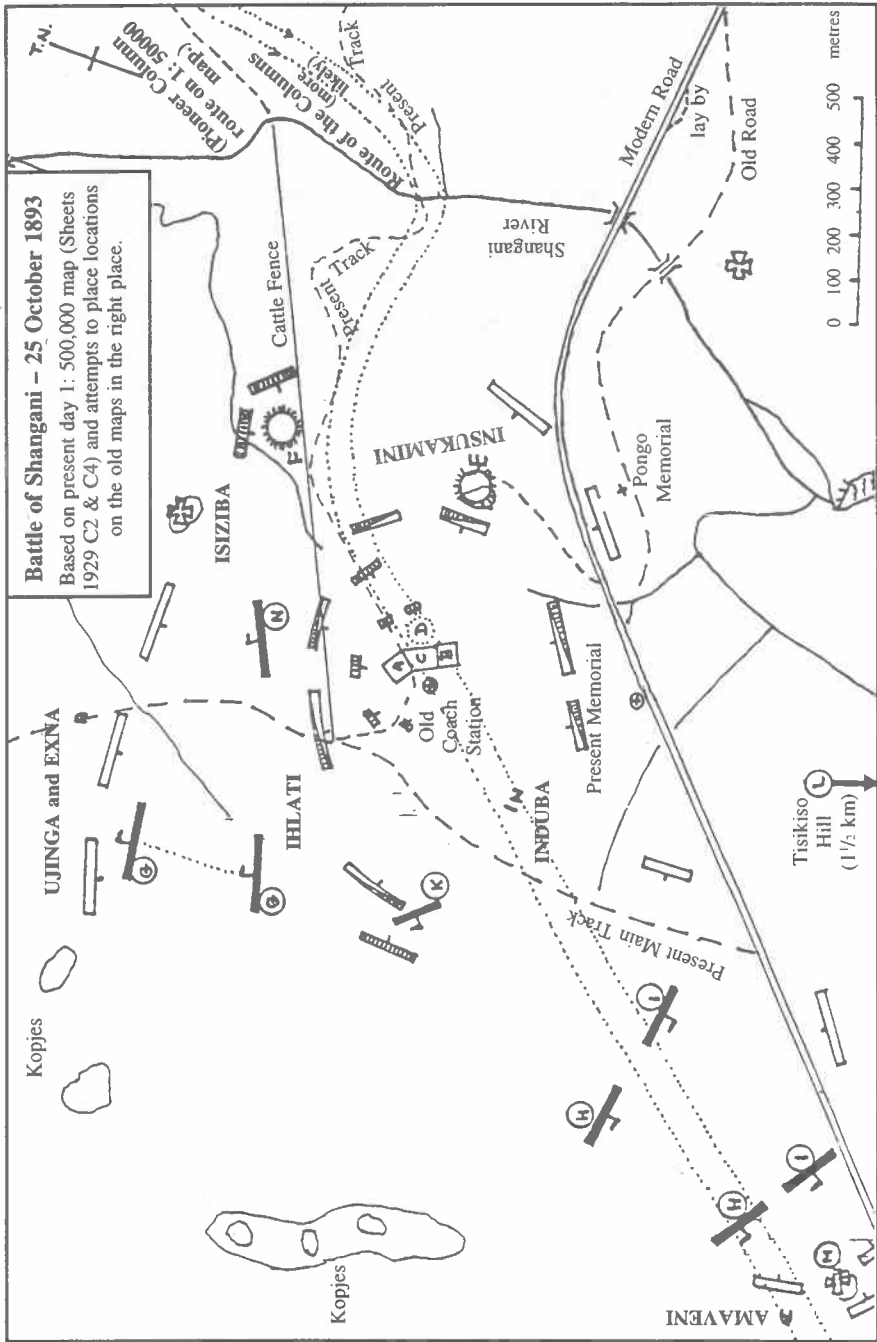 Battle of Shangani – 25 October 1893
Based on present day 1: 500,000 map (Sheets
1929 C2 & C4) and attempts to place locations
on the old maps in the right place.
T.N.
(Pioneer Column
route on 1: 500000
map.)
Route of the Columns
(more
likely)
Present
Track
Cattle Fence
Present Track
Shangani
River
Modern Road
lay by
Old Road
0 100 200 300 400 500 metres
UJINGA and EXNA
ISIZIBA
IHLATI
INSUKAMINI
INDUBA
AMAVENI
Kopjes
Kopjes
Old
Coach
Station
Pongo
Memorial
Present Memorial
Present Main Track
Tisikiso
Hill
(1½ km)
A
C
B
D
E
F
N
G
G
K
H
H
I
I
L
M